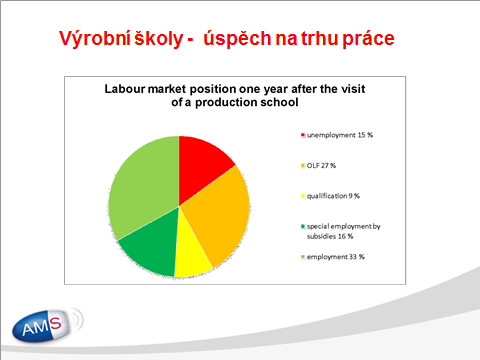 Výrobní školy - úspěch na trhu práce
Labour market position one year after the visit
of a production school
unemployment 15 %
OLF 27 %
qualification 9 %
special employment by
subsidies 16 %
employment 33 %
AMS